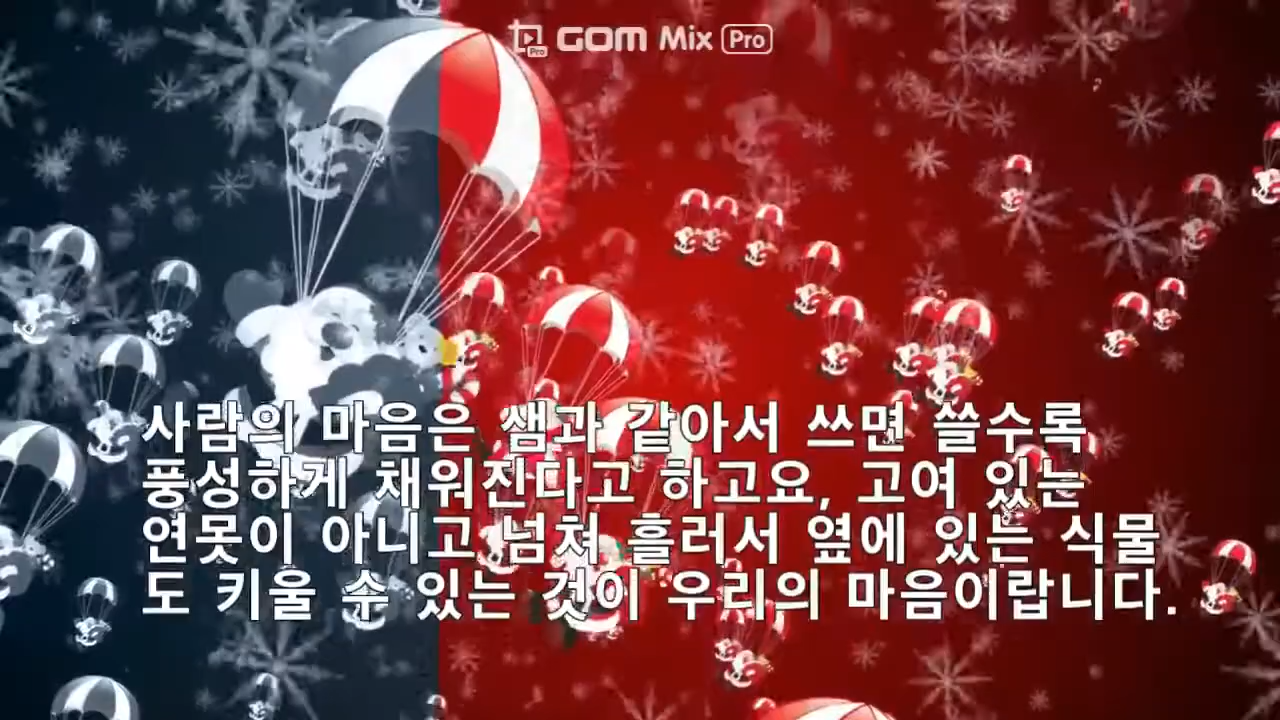 Pro GOM Mix Pro
사람의 마음은 쌤과 같아서 쓰면 쓸수록
풍성하게 채워진다고 하고요, 고여 있는
연못이 아니고 넘쳐 흘러서 옆에 있는 식물
도 키울 수 있는 것이 우리의 마음이랍니다.